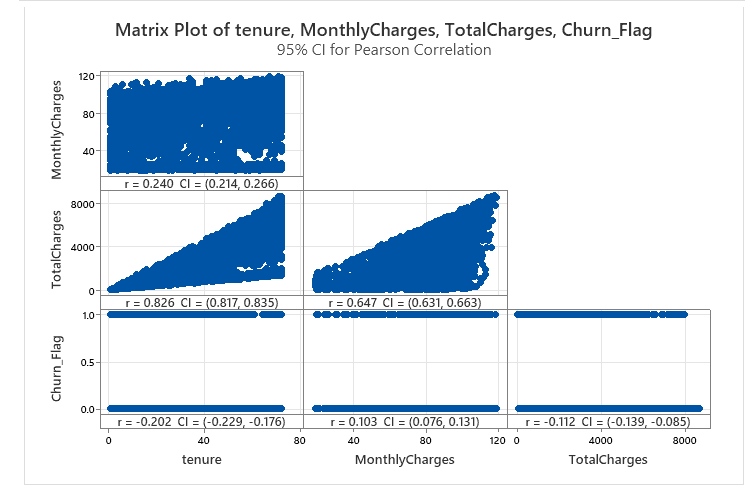 Matrix Plot of tenure, MonthlyCharges, TotalCharges, Churn_Flag
95% CI for Pearson Correlation
MonthlyCharges
120
80
40
r = 0.240 CI = (0.214, 0.266)
TotalCharges
8000
4000
0
r = 0.826 CI = (0.817, 0.835)
r = 0.647 CI = (0.631, 0.663)
Churn_Flag
1.0
0.5
0.0
r = -0.202 CI = (-0.229, -0.176)
r = 0.103 CI = (0.076, 0.131)
r = -0.112 CI = (-0.139, -0.085)
0 40 80 40 80 120 0 4000 8000
tenure MonthlyCharges TotalCharges